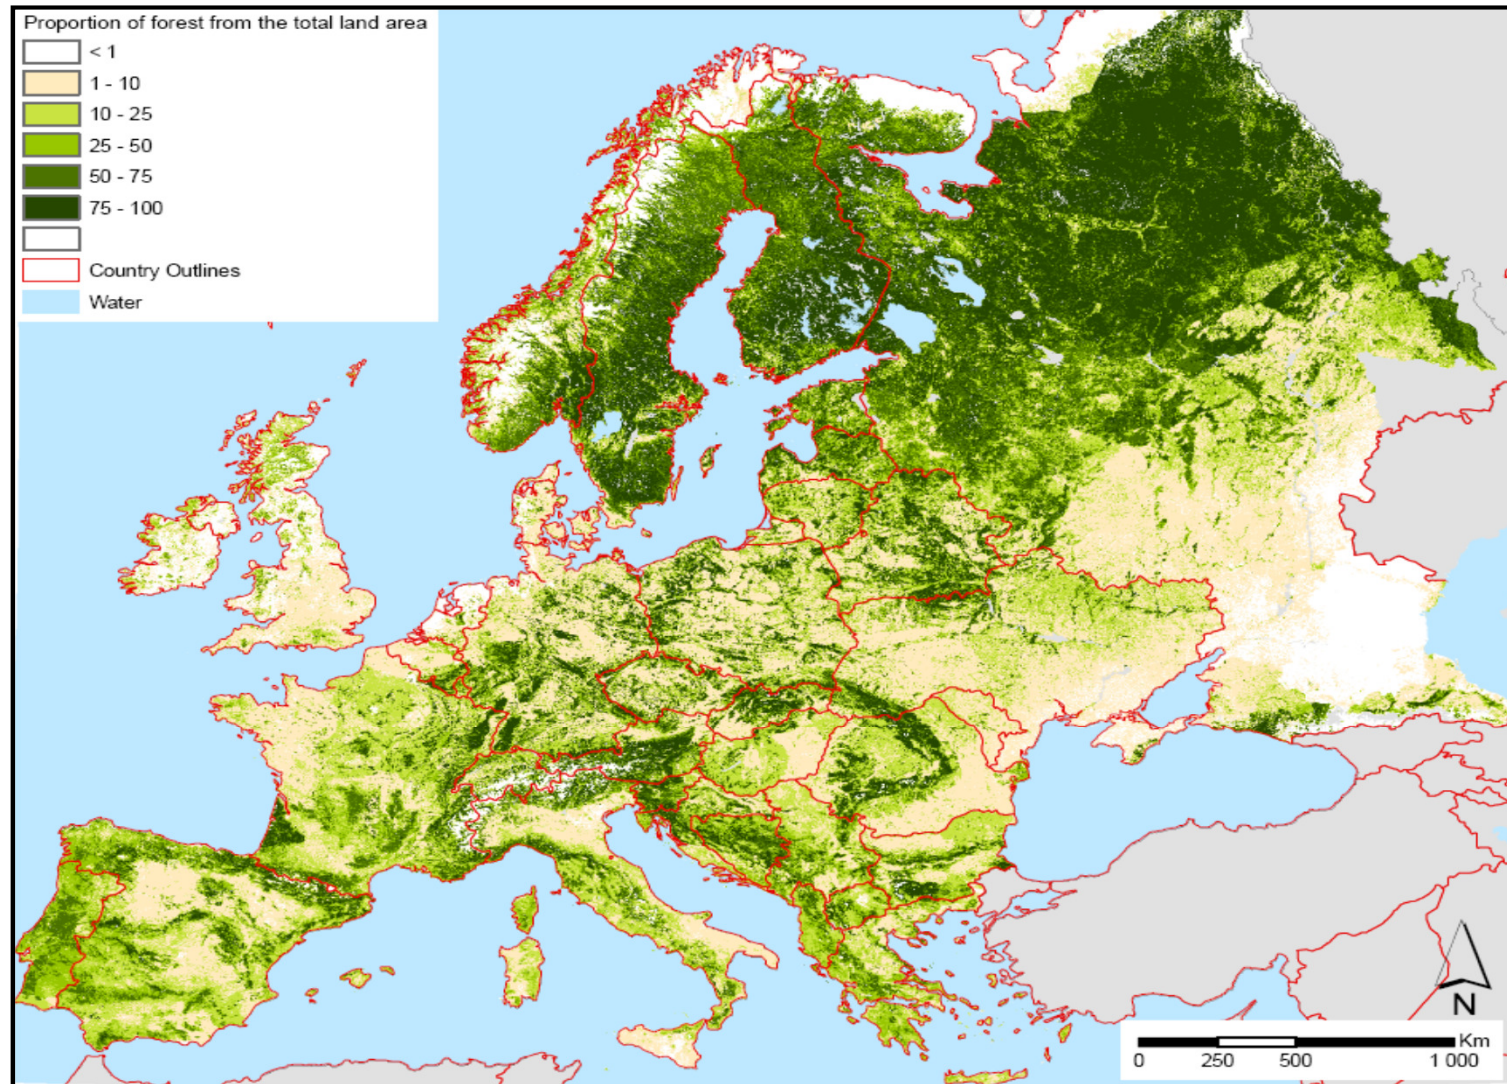 Proportion of forest from the total land area
< 1
1 - 10
10 - 25
25 - 50
50 - 75
75 - 100
Country Outlines
Water
N
Km
0 250 500 1 000